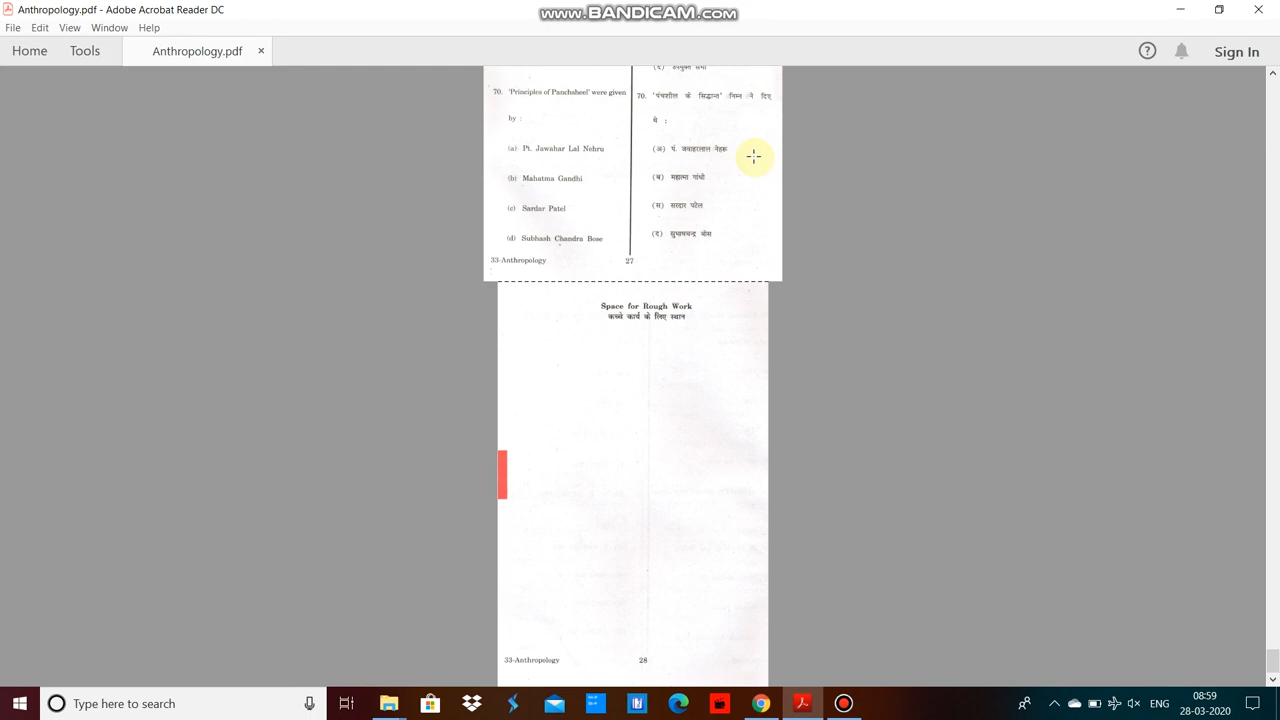 Anthropology.pdf - Adobe Acrobat Reader DC
www.BANDICAM.com
File Edit View Window Help
Home Tools Anthropology.pdf × Sign In
70. 'Principles of Panchsheel' were given
by :
(a) Pt. Jawahar Lal Nehru
(b) Mahatma Gandhi
(c) Sardar Patel
(d) Subhash Chandra Bose
33-Anthropology 27
(द) उपयुक्त सभी
70. 'पंचशील के सिद्धान्त' निम्न ने दिए
थे :
(अ) पं. जवाहरलाल नेहरू
(ब) महात्मा गांधी
(स) सरदार पटेल
(द) सुभाषचन्द्र बोस
Space for Rough Work
कच्चे कार्य के लिए स्थान
33-Anthropology 28
Type here to search
ENG
08:59
28-03-2020